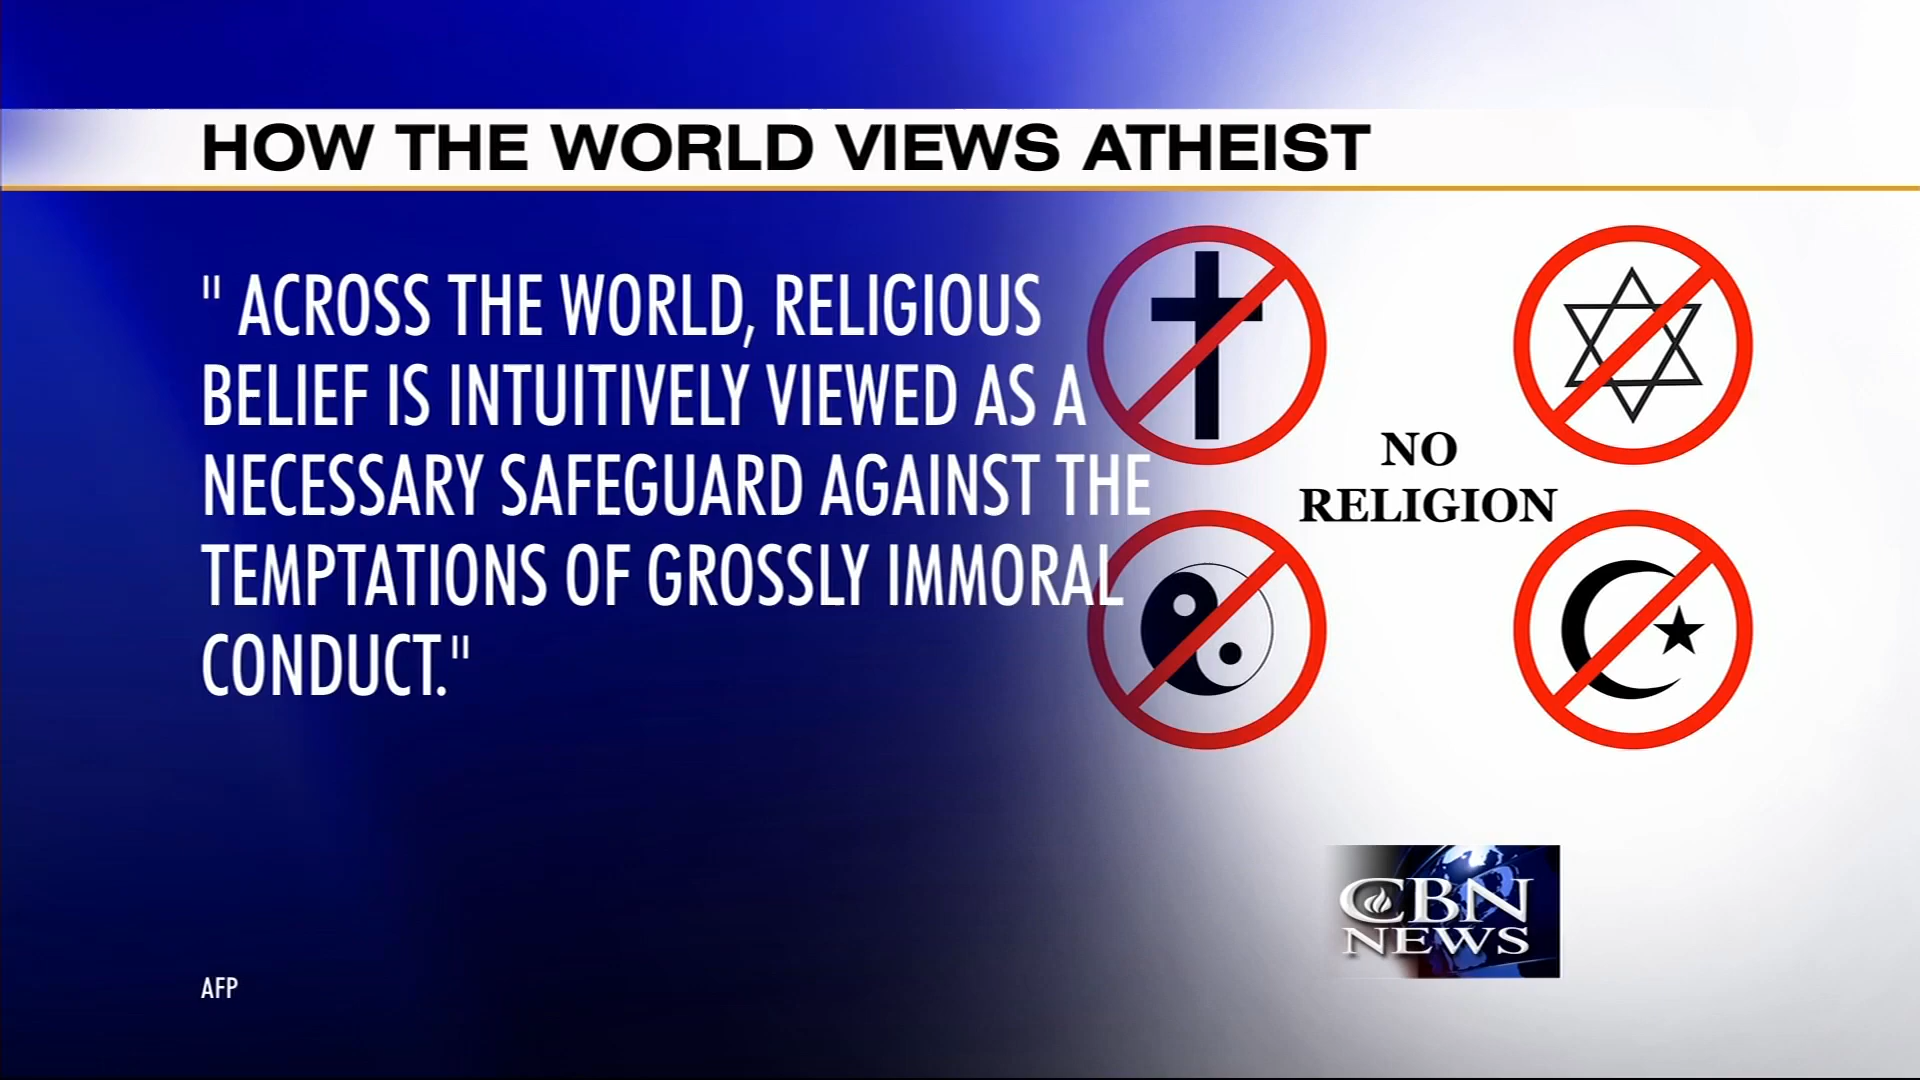 HOW THE WORLD VIEWS ATHEIST
" ACROSS THE WORLD, RELIGIOUS
BELIEF IS INTUITIVELY VIEWED AS A
NECESSARY SAFEGUARD AGAINST THE
TEMPTATIONS OF GROSSLY IMMORAL
CONDUCT."
NO
RELIGION
CBN
NEWS
AFP